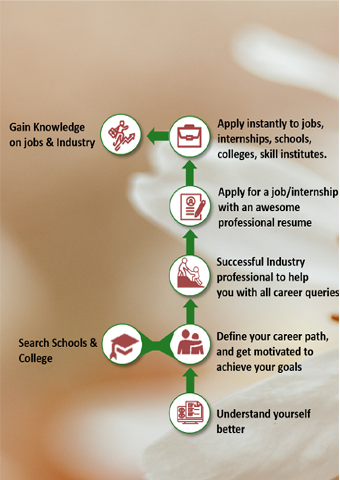 Gain Knowledge
on jobs & Industry
Apply instantly to jobs,
internships, schools,
colleges, skill institutes.
Apply for a job/internship
with an awesome
professional resume
Successful Industry
professional to help
you with all career queries
Search Schools &
College
Define your career path,
and get motivated to
achieve your goals
Understand yourself
better